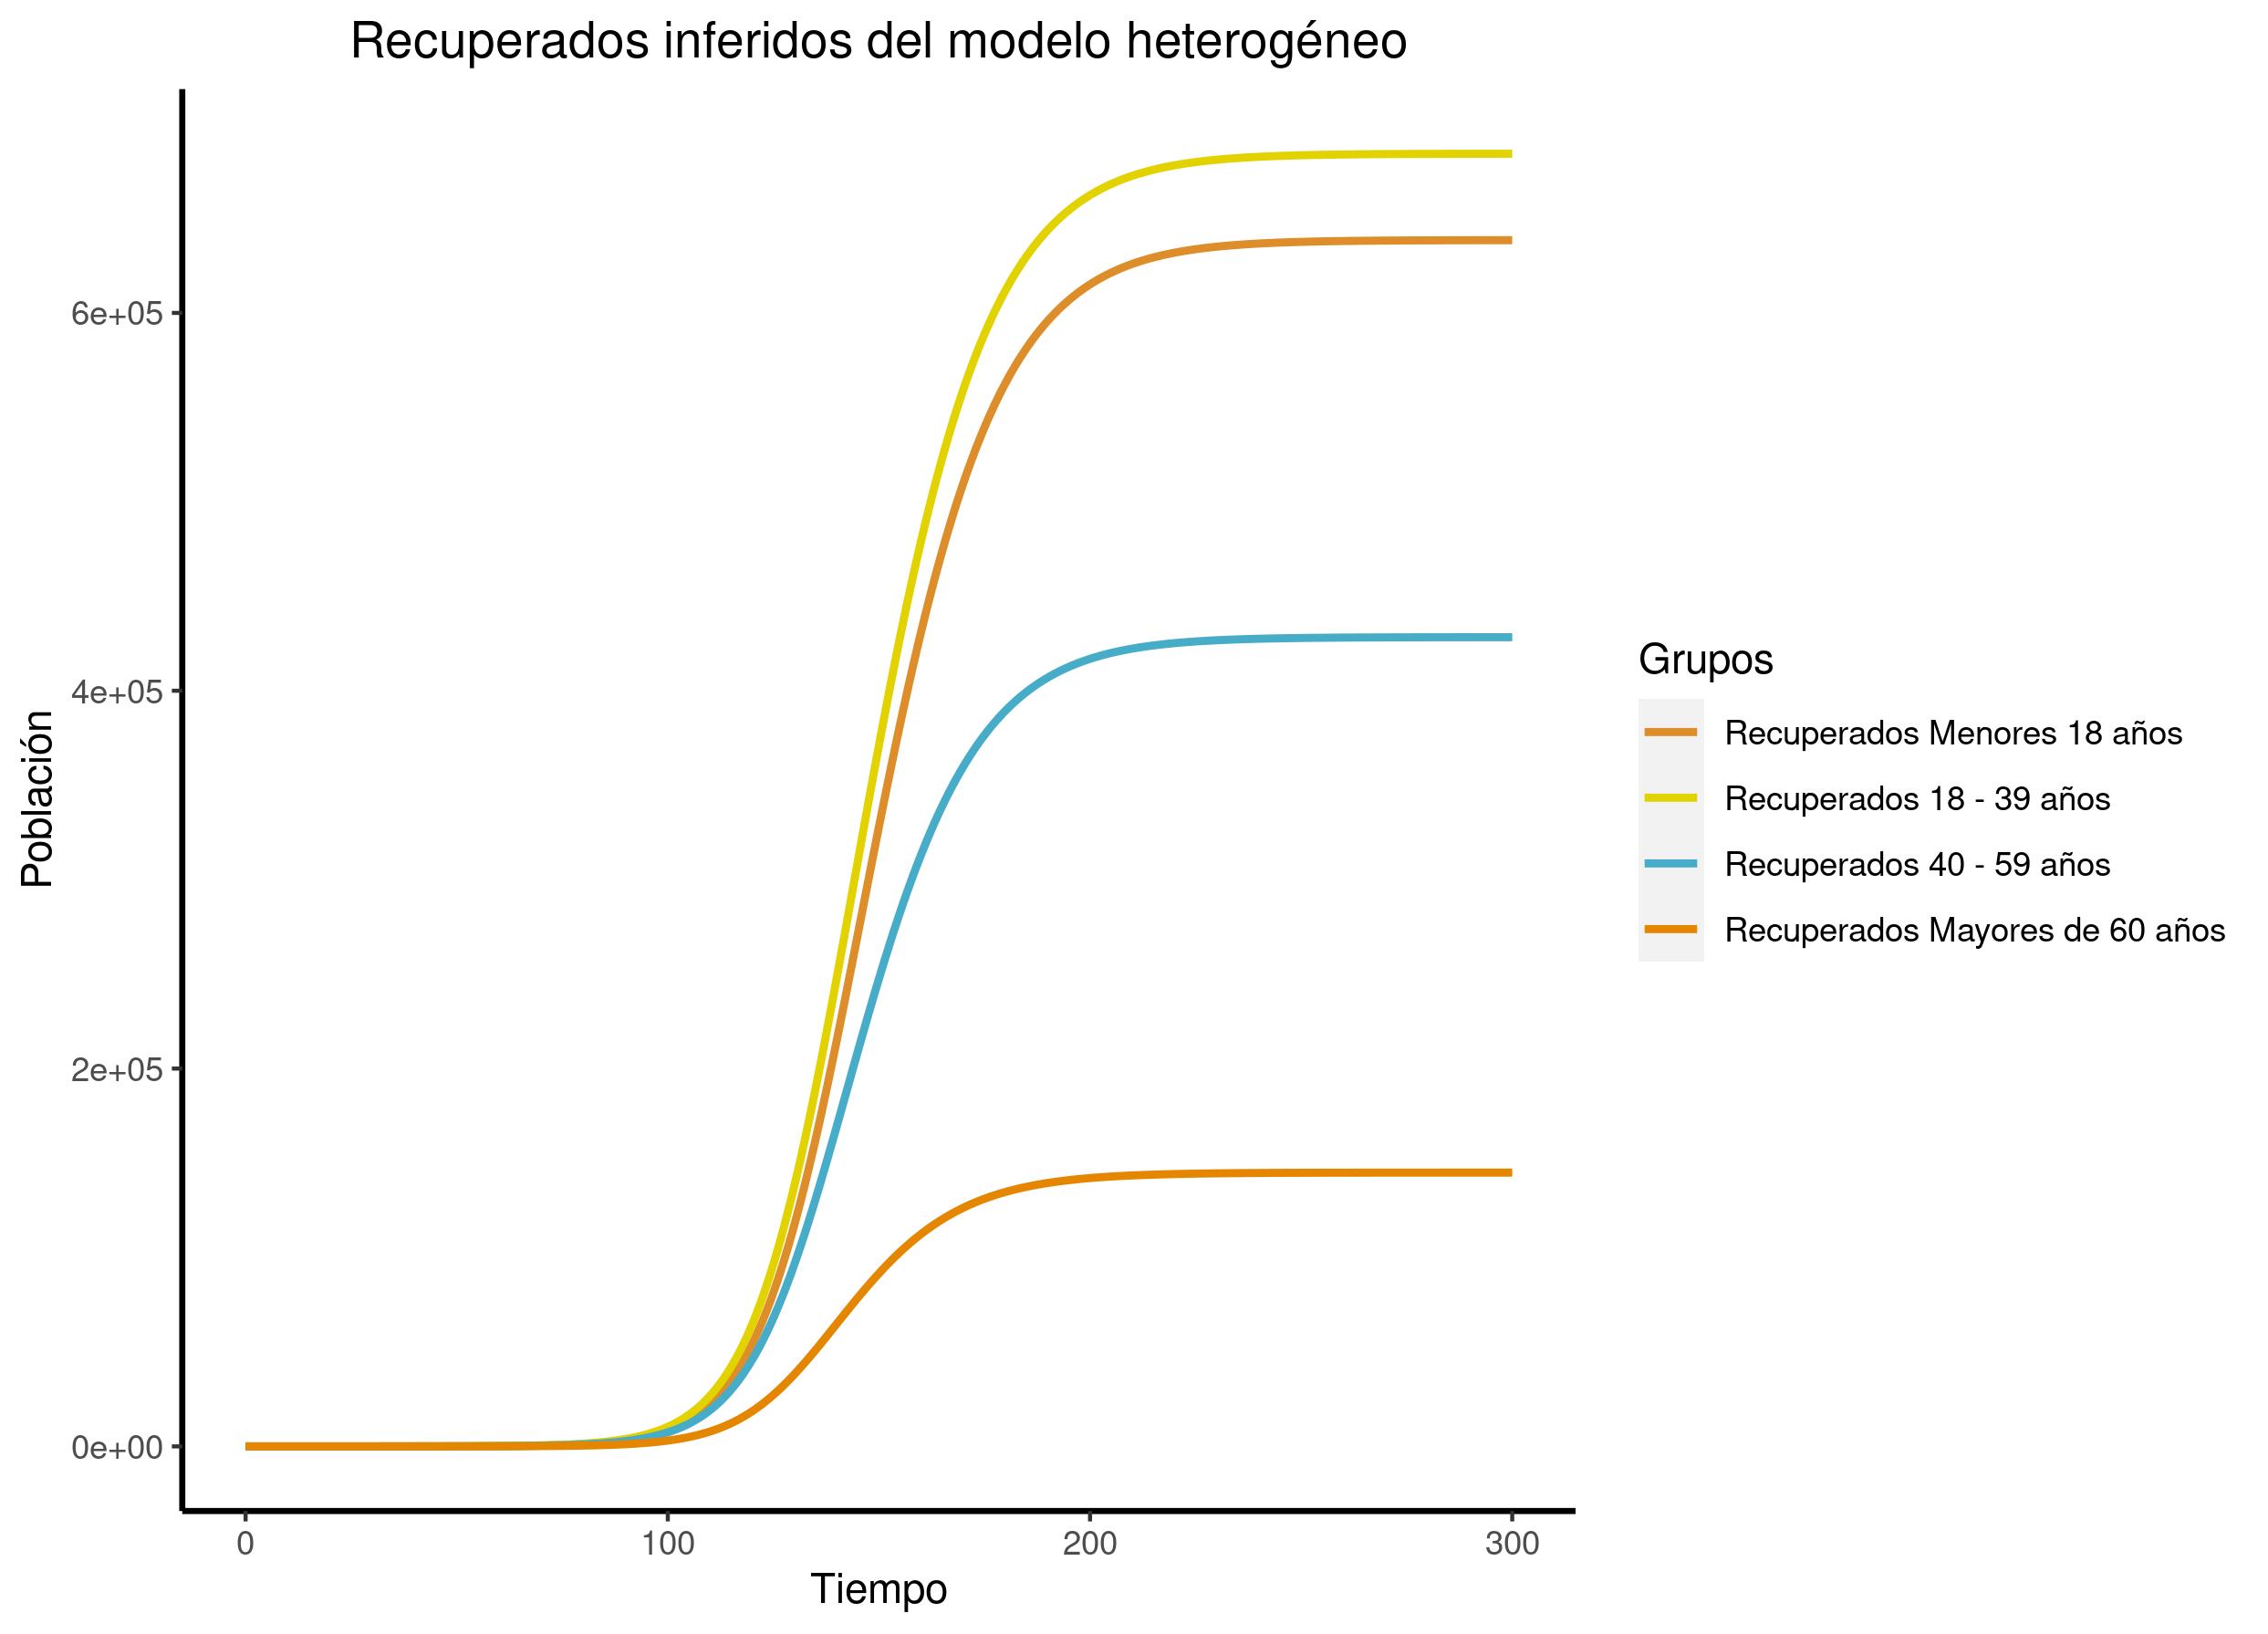 Recuperados inferidos del modelo heterogéneo
Población
6e+05
4e+05
2e+05
0e+00
0
100
200
300
Tiempo
Grupos
Recuperados Menores 18 años
Recuperados 18 - 39 años
Recuperados 40 - 59 años
Recuperados Mayores de 60 años